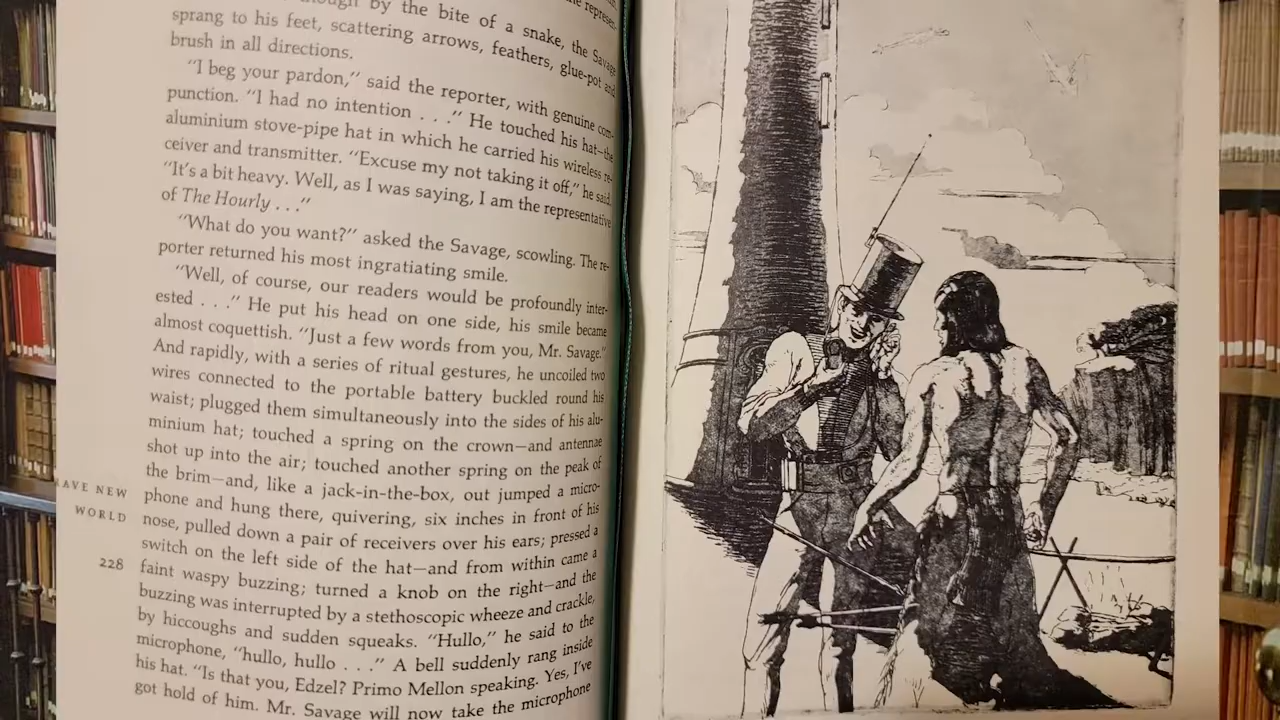 the represen-
though by the bite of a snake, the Savage
sprang to his feet, scattering arrows, feathers, glue-pot and
brush in all directions.
“I beg your pardon,” said the reporter, with genuine com-
punction. “I had no intention . . .” He touched his hat—the
aluminium stove-pipe hat in which he carried his wireless re-
ceiver and transmitter. “Excuse my not taking it off,” he said.
“It’s a bit heavy. Well, as I was saying, I am the representative
of The Hourly . . .”
“What do you want?” asked the Savage, scowling. The re-
porter returned his most ingratiating smile.
“Well, of course, our readers would be profoundly inter-
ested . . .” He put his head on one side, his smile became
almost coquettish. “Just a few words from you, Mr. Savage.”
And rapidly, with a series of ritual gestures, he uncoiled two
wires connected to the portable battery buckled round his
waist; plugged them simultaneously into the sides of his alu-
minium hat; touched a spring on the crown—and antennae
shot up into the air; touched another spring on the peak of
the brim—and, like a jack-in-the-box, out jumped a micro-
phone and hung there, quivering, six inches in front of his
nose, pulled down a pair of receivers over his ears; pressed a
switch on the left side of the hat—and from within came a
faint waspy buzzing; turned a knob on the right—and the
buzzing was interrupted by a stethoscopic wheeze and crackle,
by hiccoughs and sudden squeaks. “Hullo,” he said to the
microphone, “hullo, hullo . . .” A bell suddenly rang inside
his hat. “Is that you, Edzel? Primo Mellon speaking. Yes, I’ve
got hold of him. Mr. Savage will now take the microphone
RAVE NEW
WORLD
228